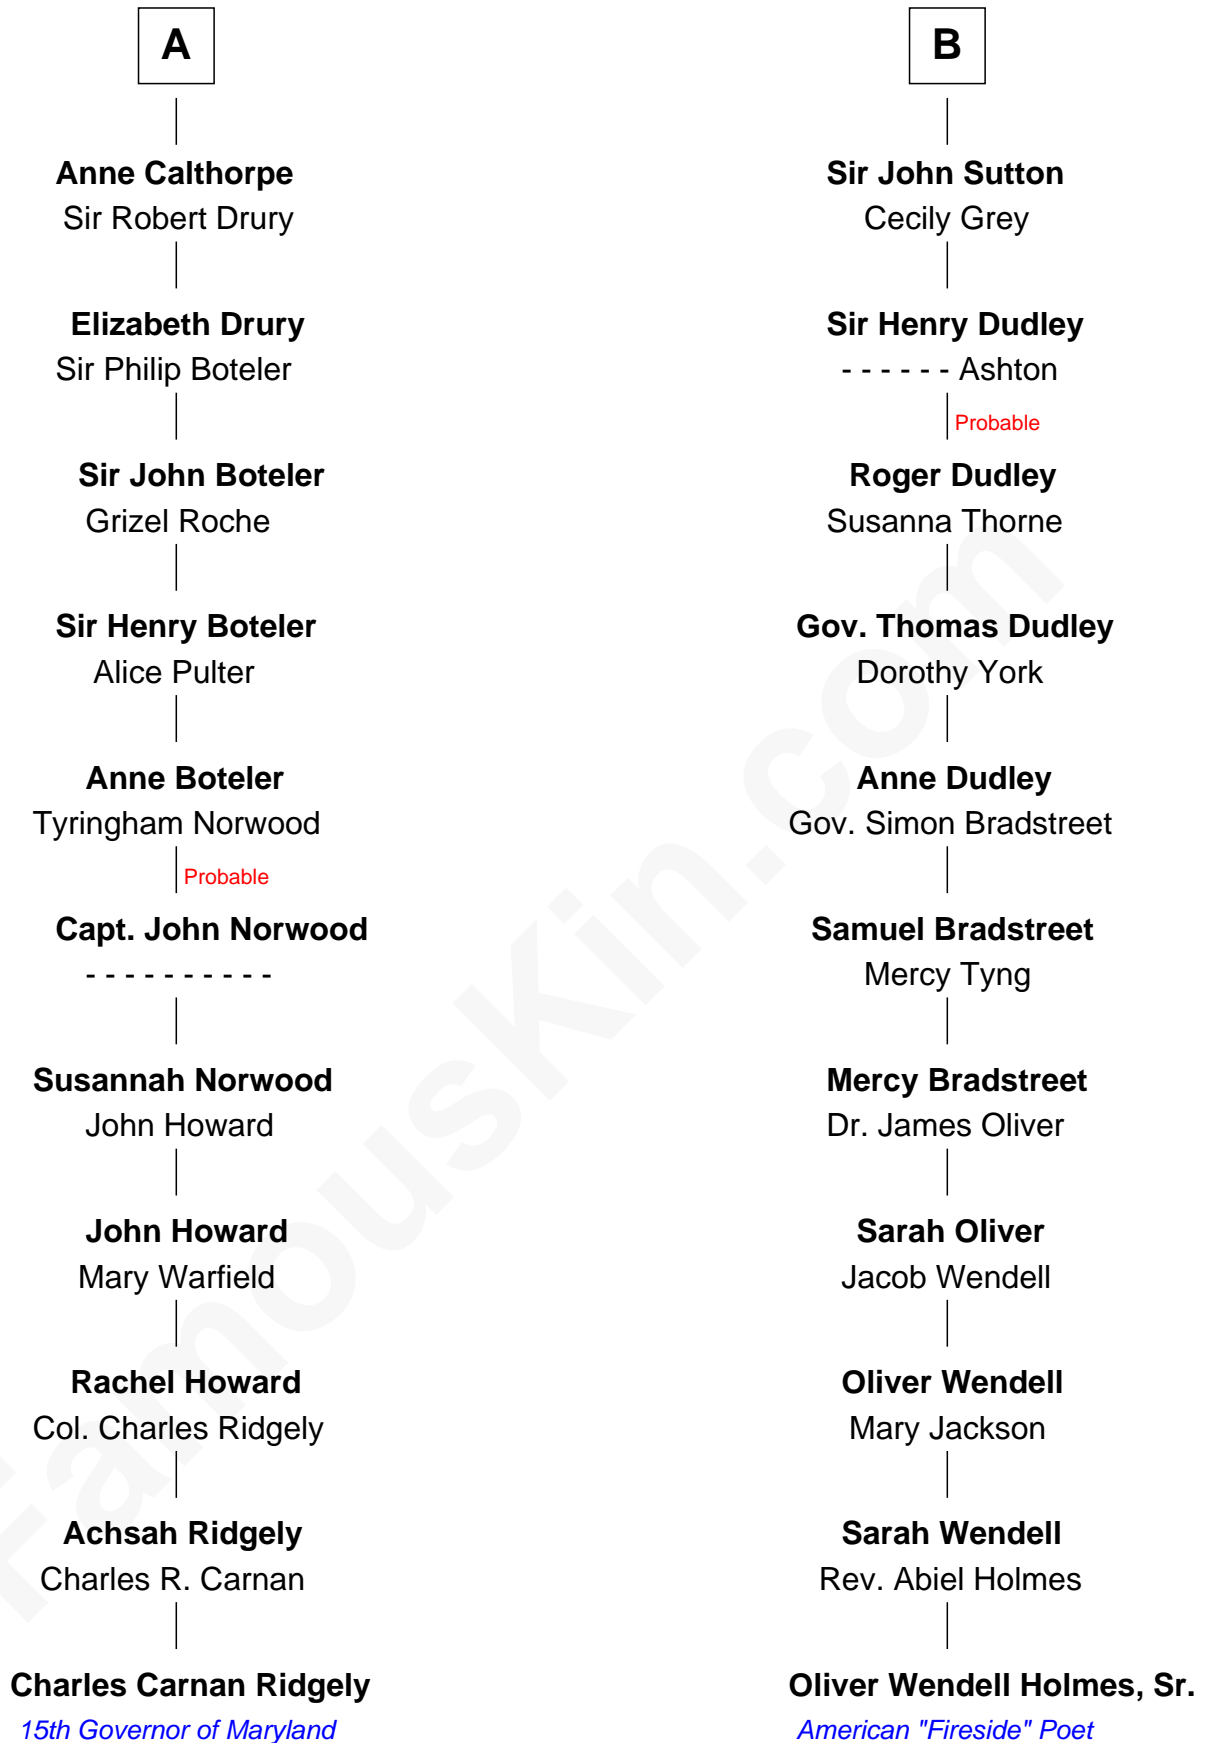 A
Anne Calthorpe
Sir Robert Drury
Elizabeth Drury
Sir Philip Boteler
Sir John Boteler
Grizel Roche
Sir Henry Boteler
Alice Pulter
Anne Boteler
Tyringham Norwood
Probable
Capt. John Norwood
- - - - - - - - - -
Susannah Norwood
John Howard
John Howard
Mary Warfield
Rachel Howard
Col. Charles Ridgely
Achsah Ridgely
Charles R. Carnan
Charles Carnan Ridgely
15th Governor of Maryland
B
Sir John Sutton
Cecily Grey
Sir Henry Dudley
- - - - - - Ashton
Probable
Roger Dudley
Susanna Thorne
Gov. Thomas Dudley
Dorothy York
Anne Dudley
Gov. Simon Bradstreet
Samuel Bradstreet
Mercy Tyng
Mercy Bradstreet
Dr. James Oliver
Sarah Oliver
Jacob Wendell
Oliver Wendell
Mary Jackson
Sarah Wendell
Rev. Abiel Holmes
Oliver Wendell Holmes, Sr.
American "Fireside" Poet
FamousKin.com